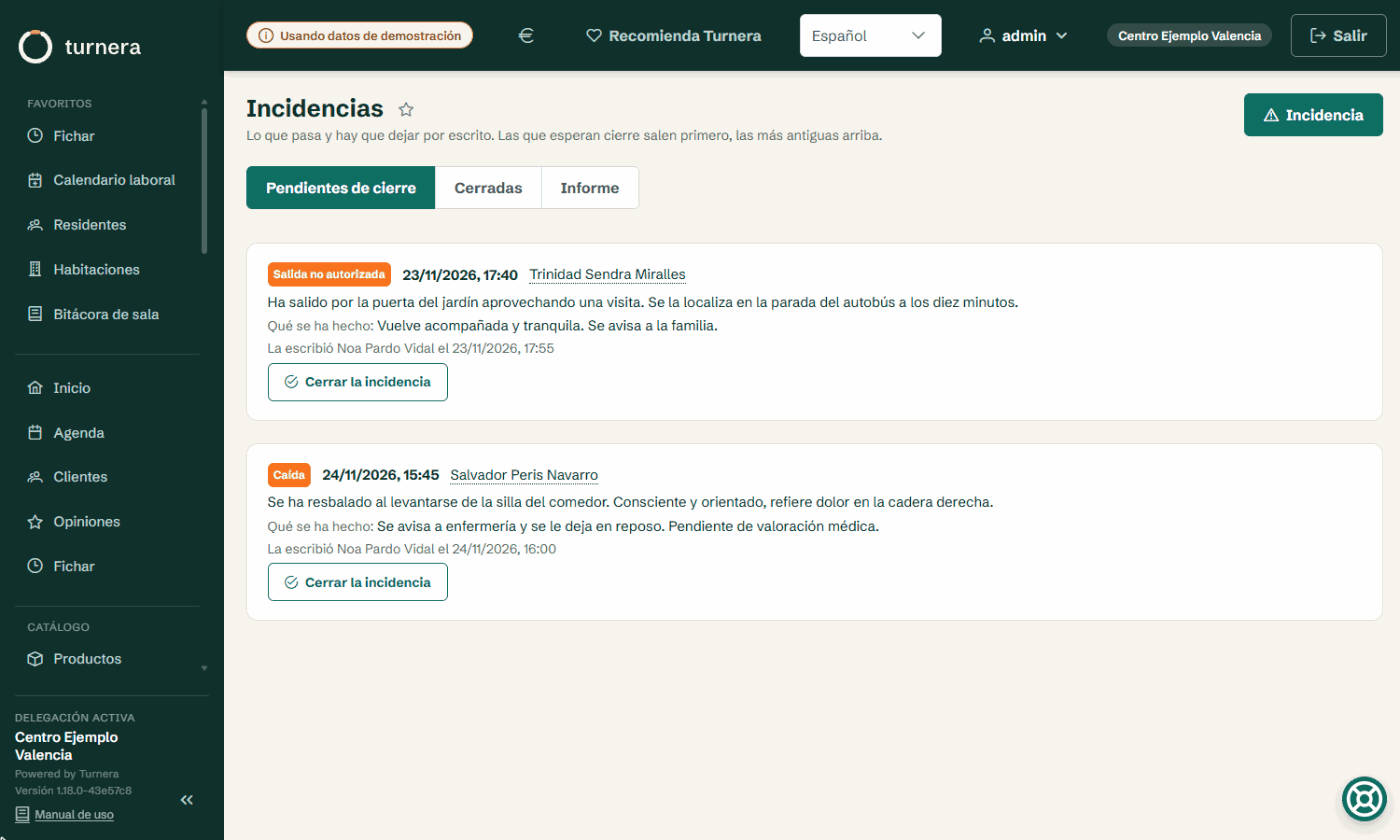 turnera
Usando datos de demostración
€
Recomienda Turnera
Español
admin
Centro Ejemplo Valencia
Salir
FAVORITOS
Fichar
Calendario laboral
Residentes
Habitaciones
Bitácora de sala
Inicio
Agenda
Clientes
Opiniones
Fichar
CATÁLOGO
Productos
DELEGACIÓN ACTIVA
Centro Ejemplo
Valencia
Powered by Turnera
Versión 1.18.0-43e57c8
Manual de uso
Incidencias
Lo que pasa y hay que dejar por escrito. Las que esperan cierre salen primero, las más antiguas arriba.
Incidencia
Pendientes de cierre
Cerradas
Informe
Salida no autorizada 23/11/2026, 17:40 Trinidad Sendra Miralles
Ha salido por la puerta del jardín aprovechando una visita. Se la localiza en la parada del autobús a los diez minutos.
Qué se ha hecho: Vuelve acompañada y tranquila. Se avisa a la familia.
La escribió Noa Pardo Vidal el 23/11/2026, 17:55
Cerrar la incidencia
Caída 24/11/2026, 15:45 Salvador Peris Navarro
Se ha resbalado al levantarse de la silla del comedor. Consciente y orientado, refiere dolor en la cadera derecha.
Qué se ha hecho: Se avisa a enfermería y se le deja en reposo. Pendiente de valoración médica.
La escribió Noa Pardo Vidal el 24/11/2026, 16:00
Cerrar la incidencia